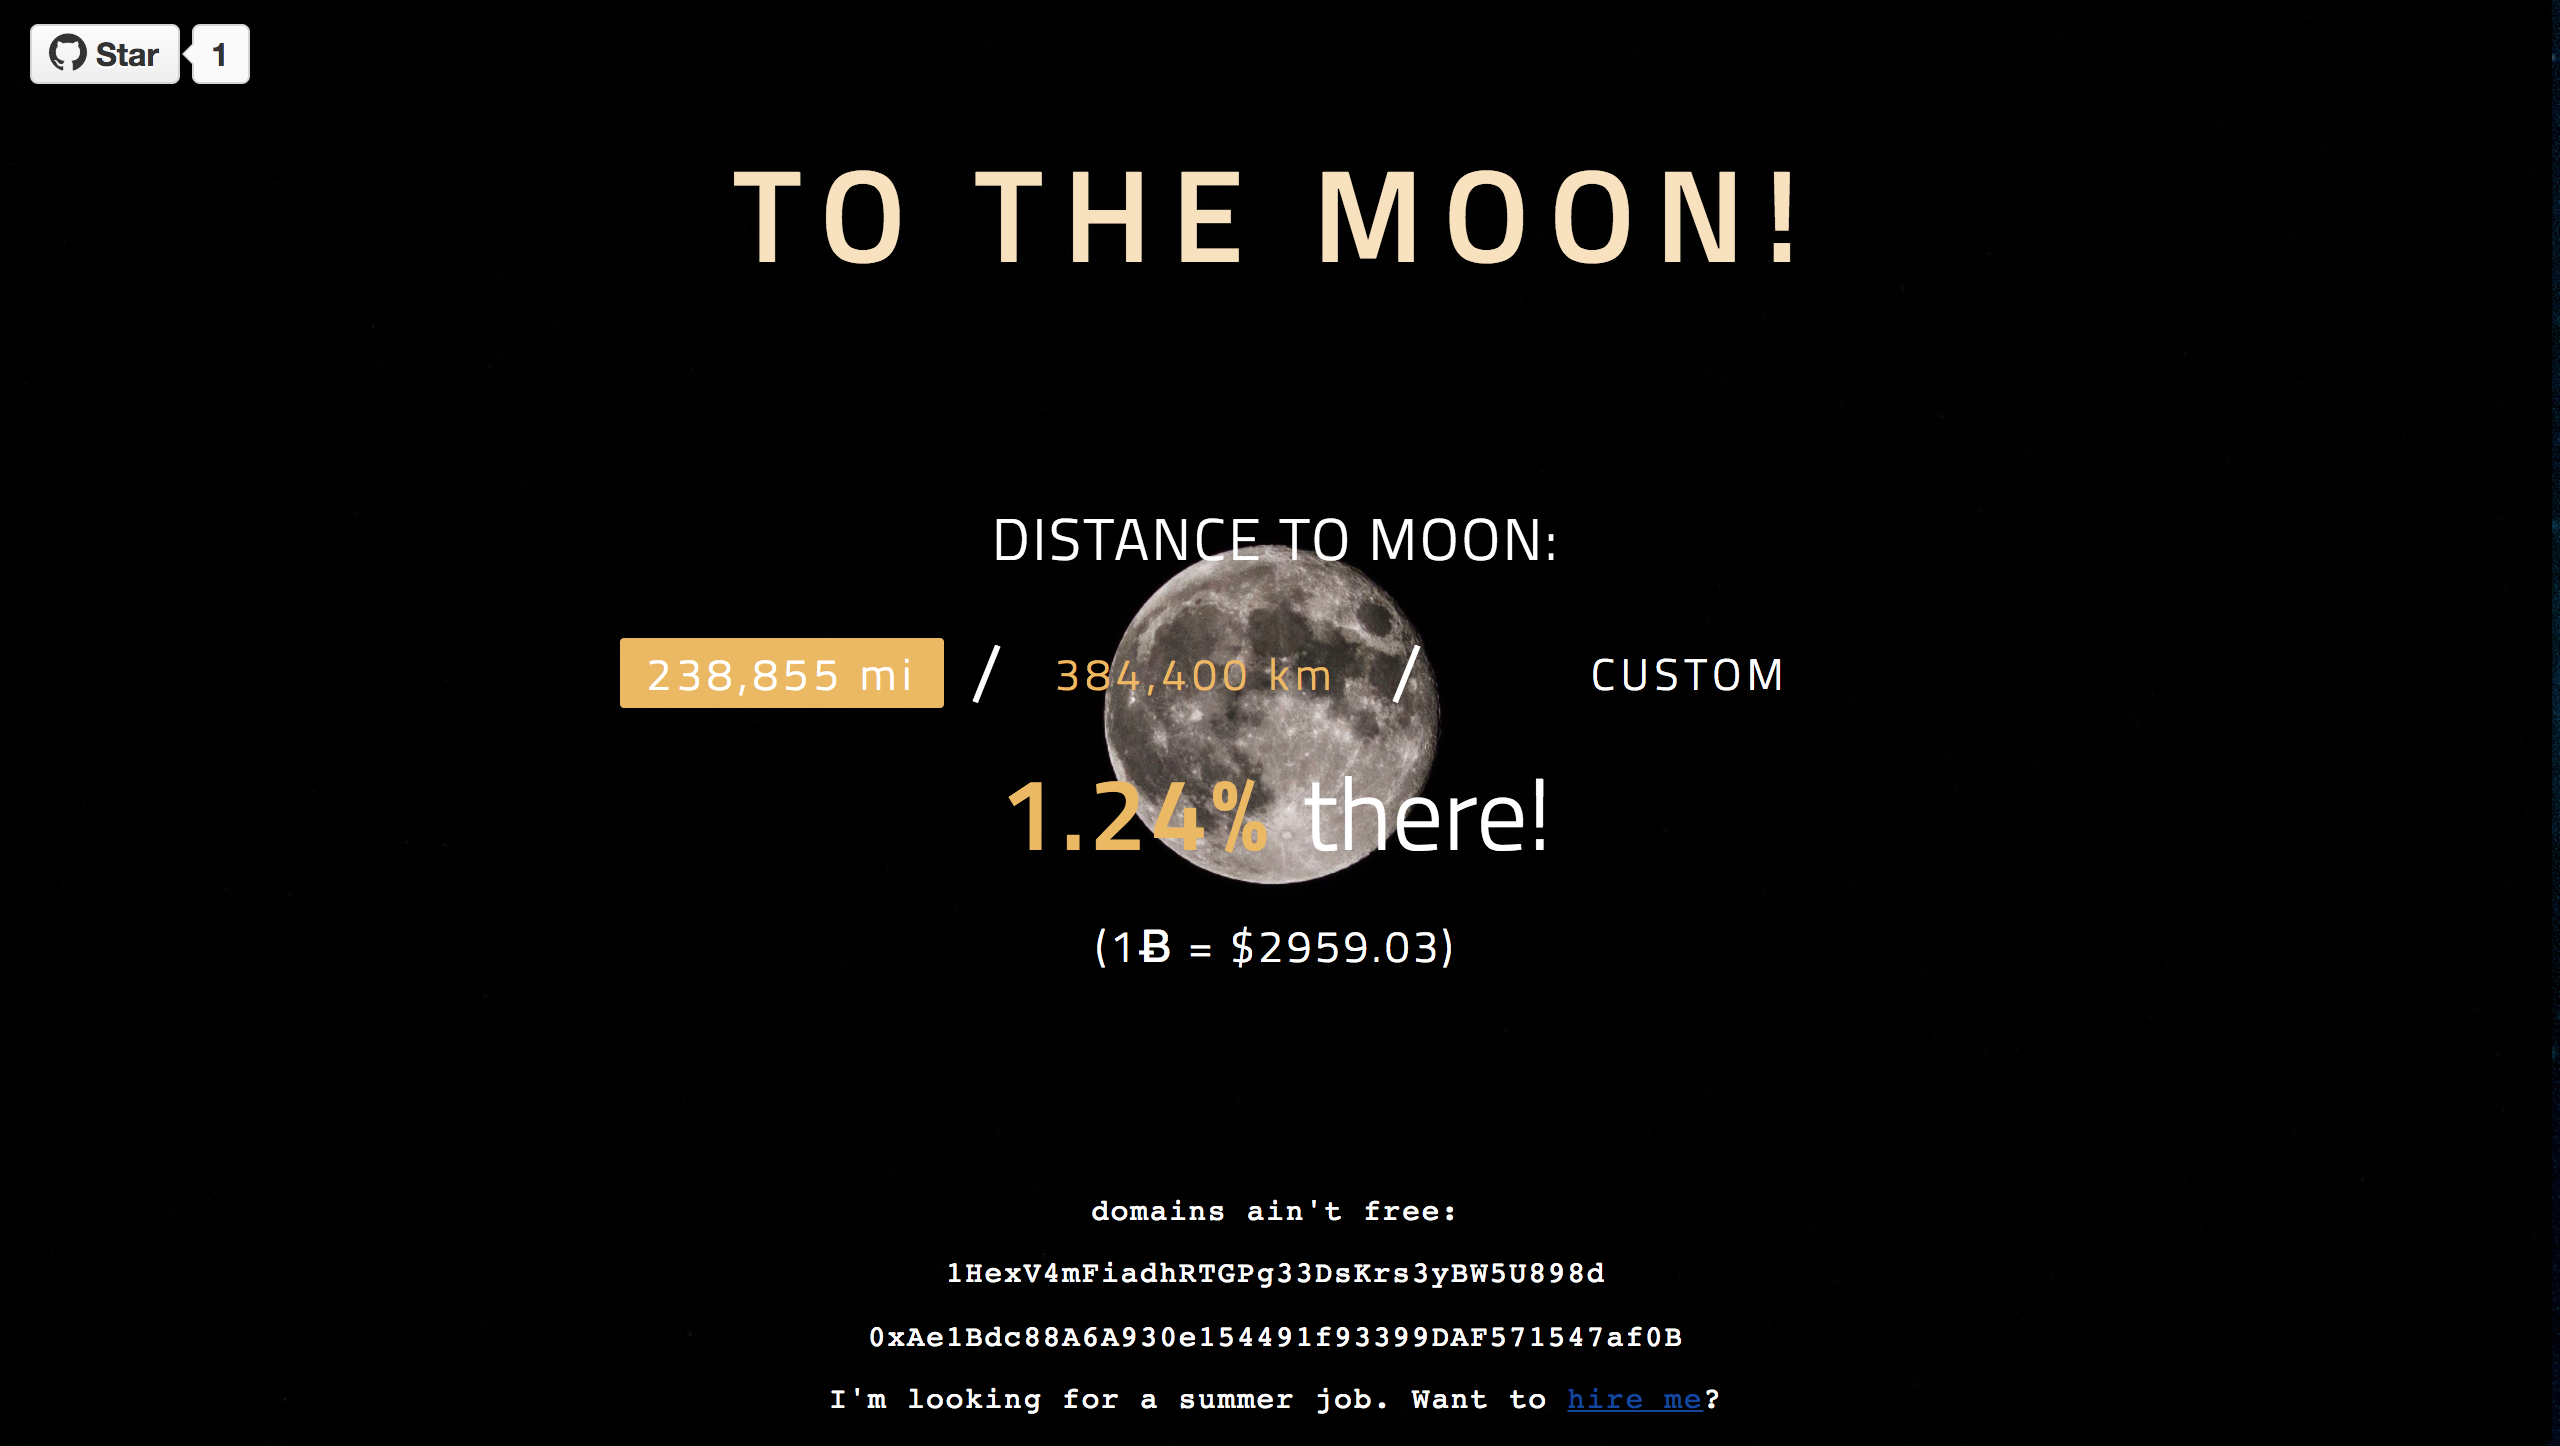 Star 1
TO THE MOON!
DISTANCE TO MOON:
238,855 mi / 384,400 km / CUSTOM
1.24% there!
(1Ƀ = $2959.03)
domains ain't free:
1HexV4mFiadhRTGPg33DsKrs3yBW5U898d
0xAe1Bdc88A6A930e154491f93399DAF571547af0B
I'm looking for a summer job. Want to hire me?